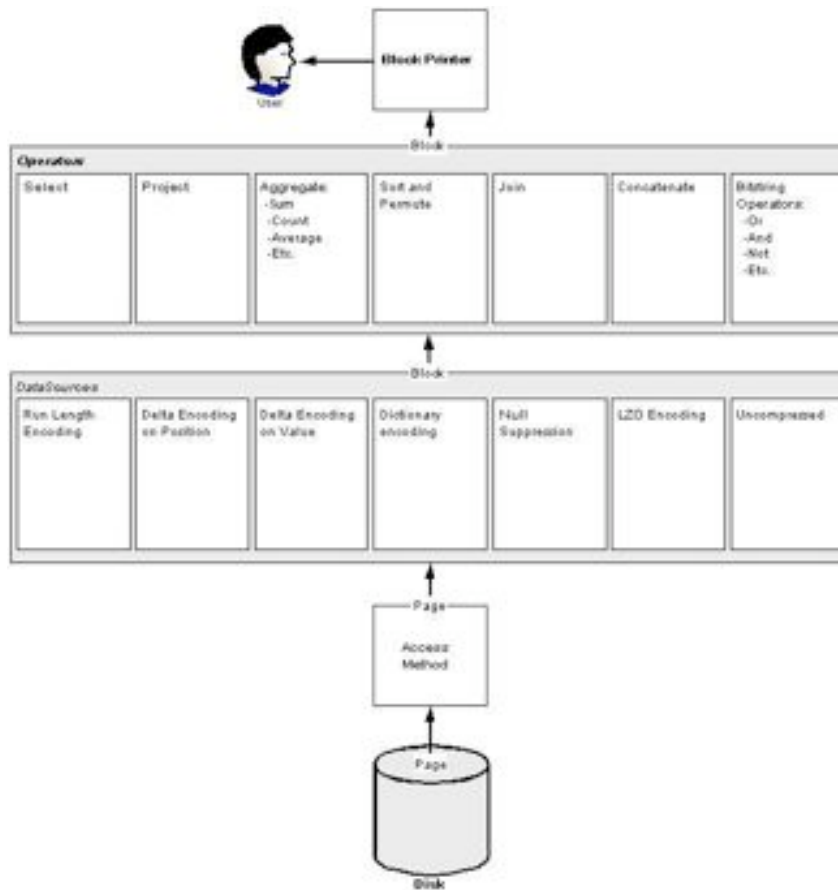 Block Printer
User
Block
Operators
Select
Project
Aggregate:
-Sum
-Count
-Average
-Etc.
Sort and
Permute
Join
Concatenate
Bitstring
Operators:
-Or
-And
-Not
-Etc.
Block
DataSources
Run Length
Encoding
Delta Encoding
on Position
Delta Encoding
on Value
Dictionary
encoding
Null
Suppression
LZO Encoding
Uncompressed
Page
Access
Method
Page
Disk